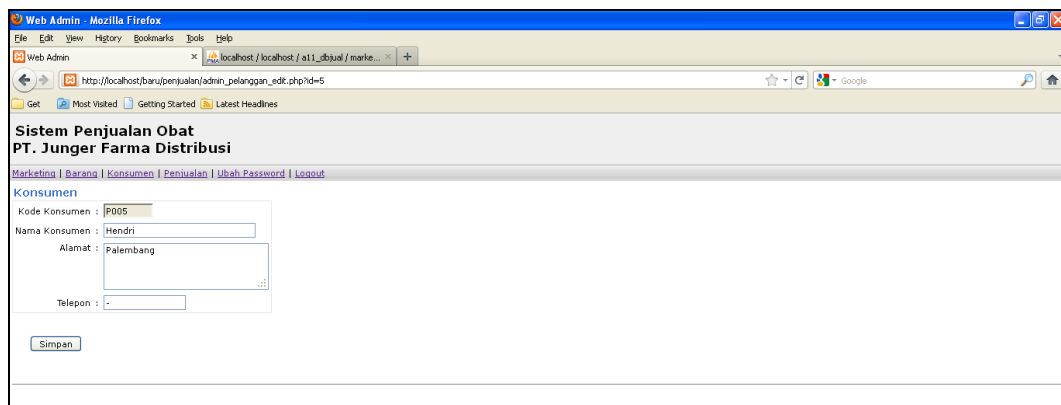 Web Admin - Mozilla Firefox
File Edit View History Bookmarks Tools Help
Web Admin × localhost / localhost / a11_dbjual / marke... × +
http://localhost/baru/penjualan/admin_pelanggan_edit.php?id=5 Google
Get Most Visited Getting Started Latest Headlines
Sistem Penjualan Obat
PT. Junger Farma Distribusi
Marketing | Barang | Konsumen | Penjualan | Ubah Password | Logout
Konsumen
Kode Konsumen : P005
Nama Konsumen : Hendri
Alamat : Palembang
Telepon : -
Simpan